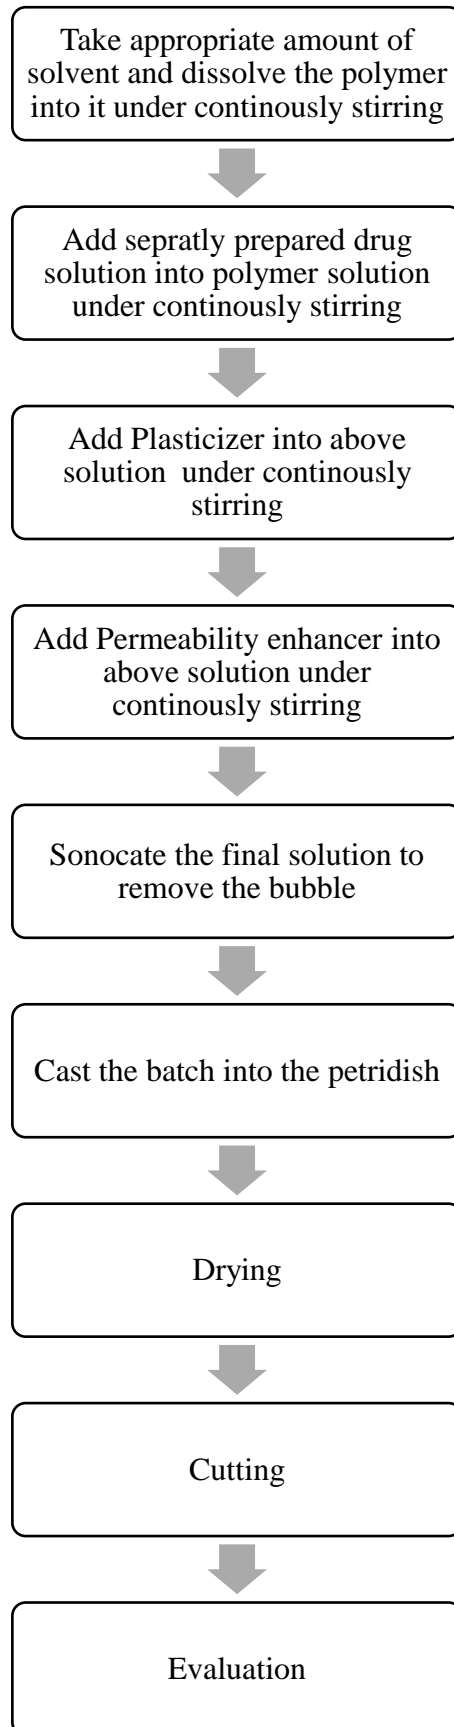 Take appropriate amount of
solvent and dissolve the polymer
into it under continously stirring
Add sepratly prepared drug
solution into polymer solution
under continously stirring
Add Plasticizer into above
solution under continously
stirring
Add Permeability enhancer into
above solution under
continously stirring
Sonocate the final solution to
remove the bubble
Cast the batch into the petridish
Drying
Cutting
Evaluation